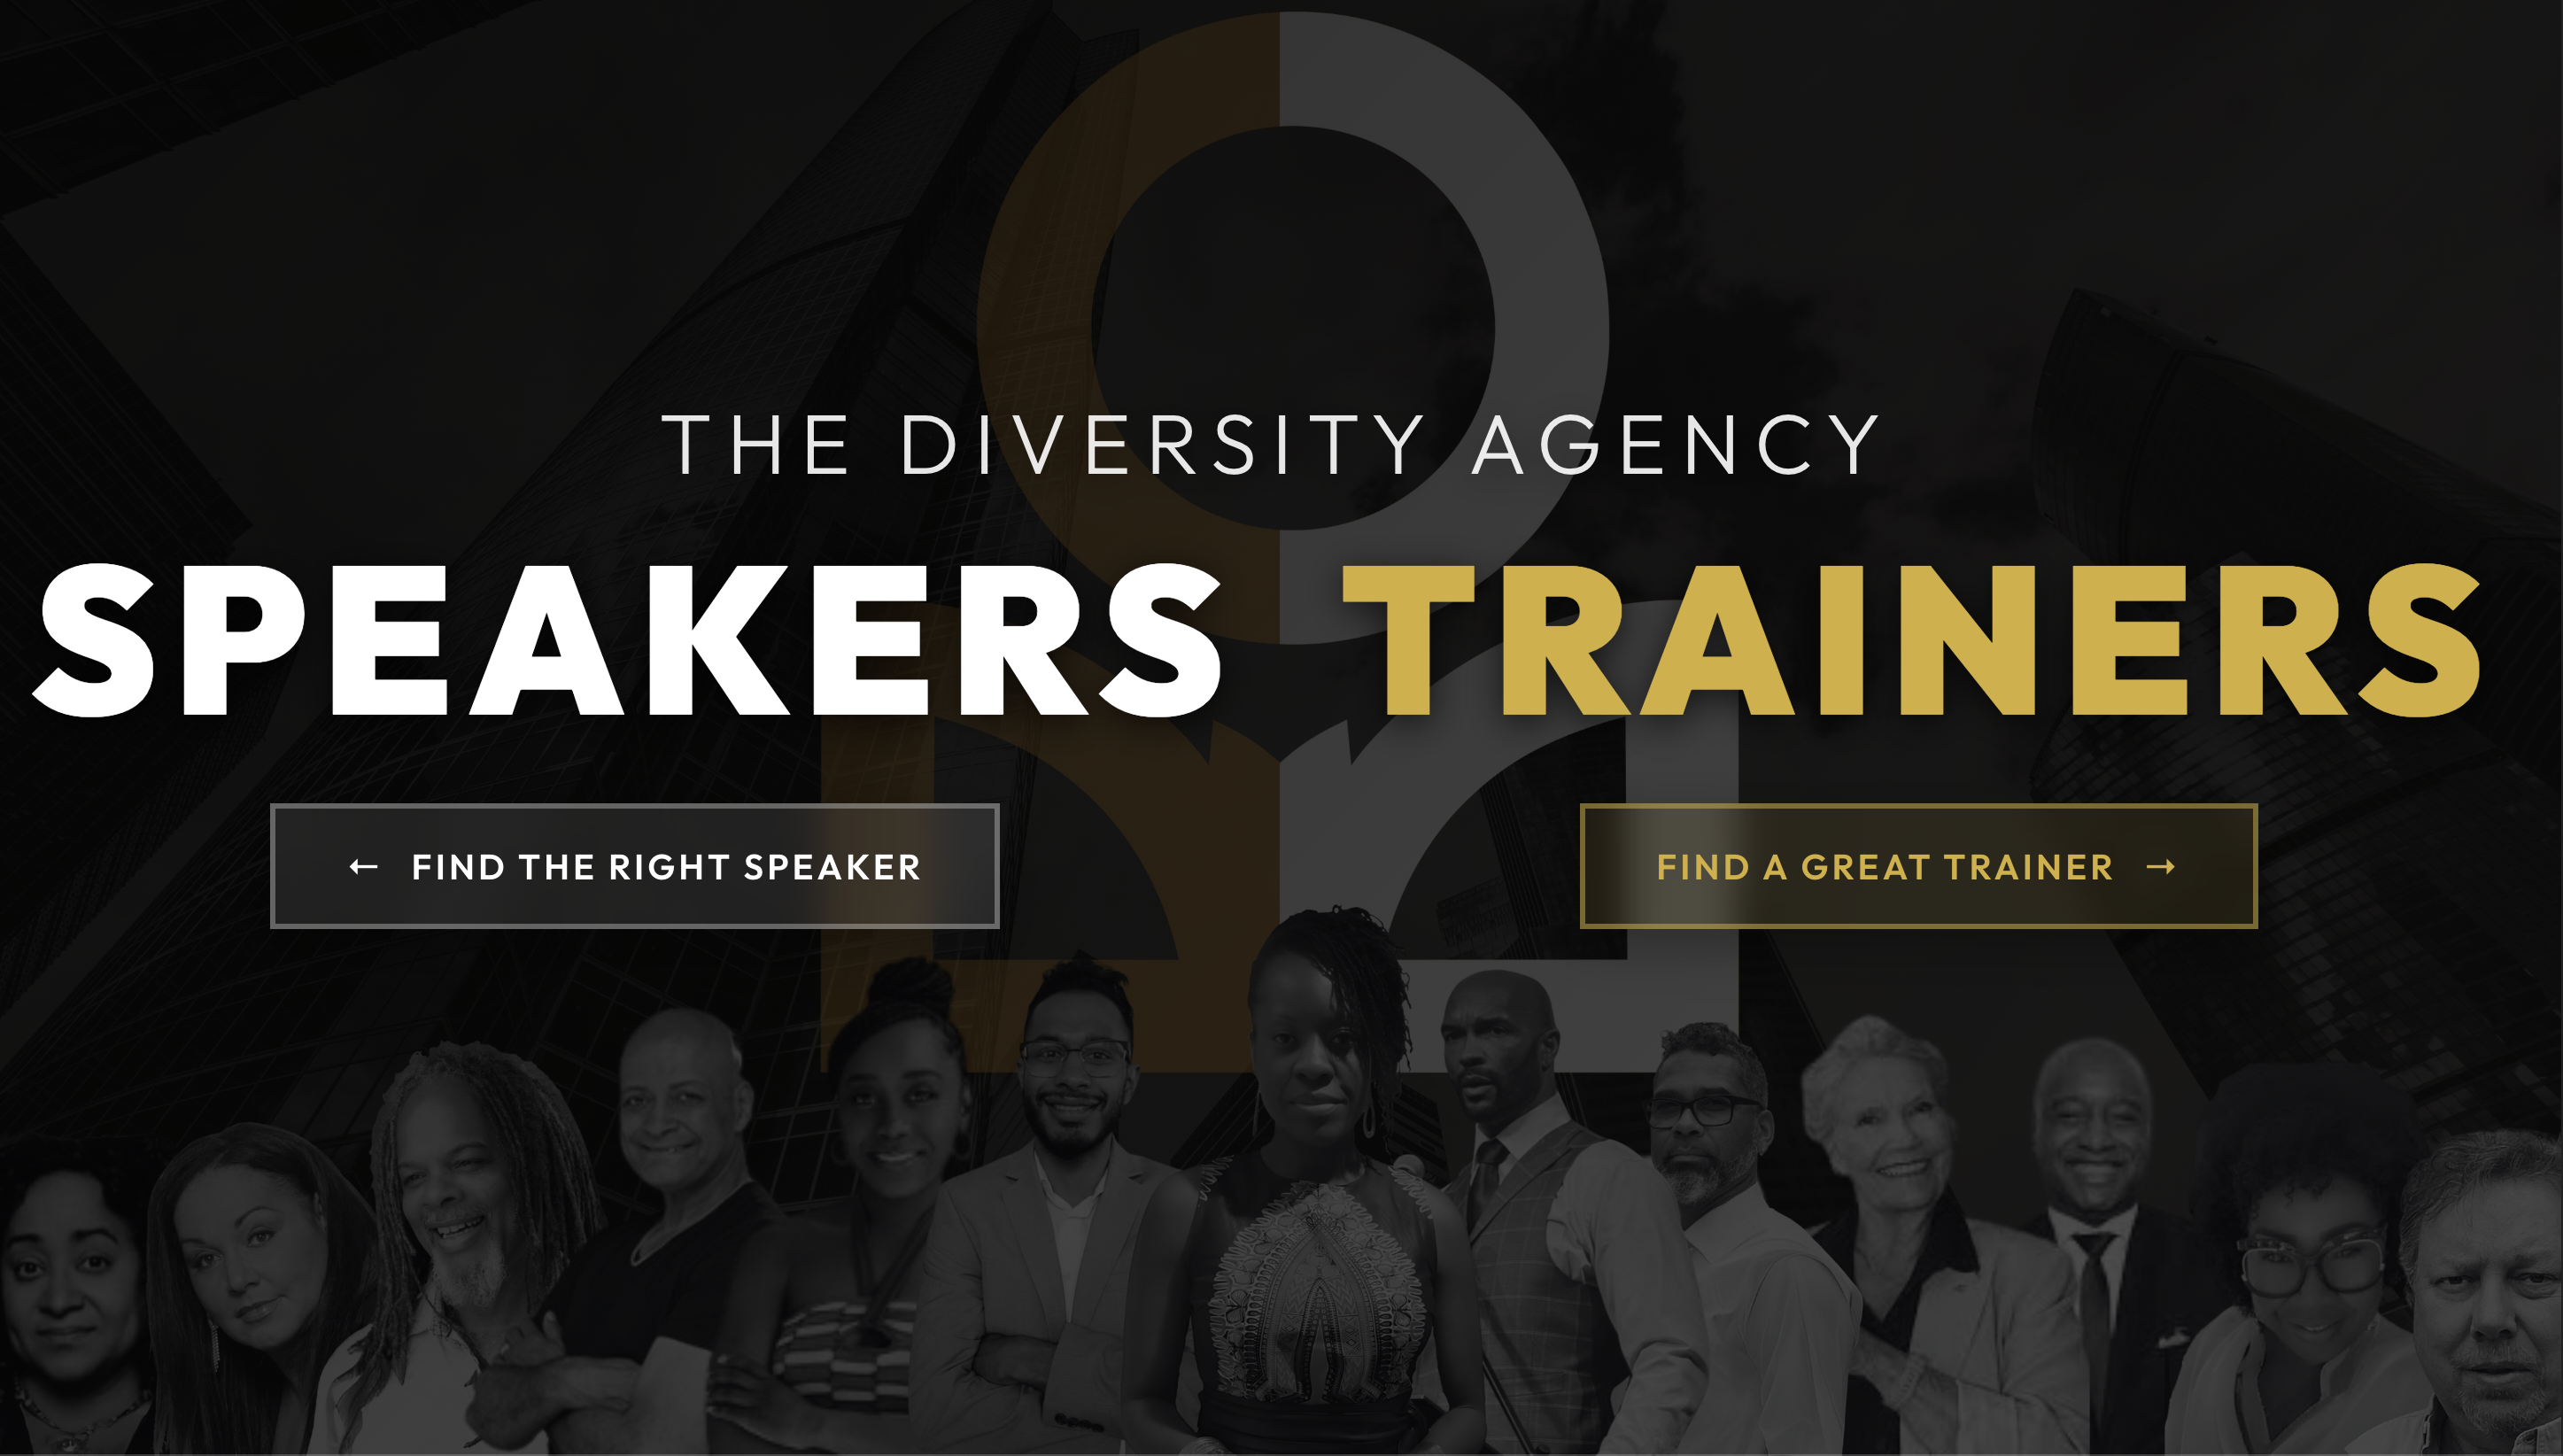 THE DIVERSITY AGENCY
SPEAKERS TRAINERS
← FIND THE RIGHT SPEAKER
FIND A GREAT TRAINER →